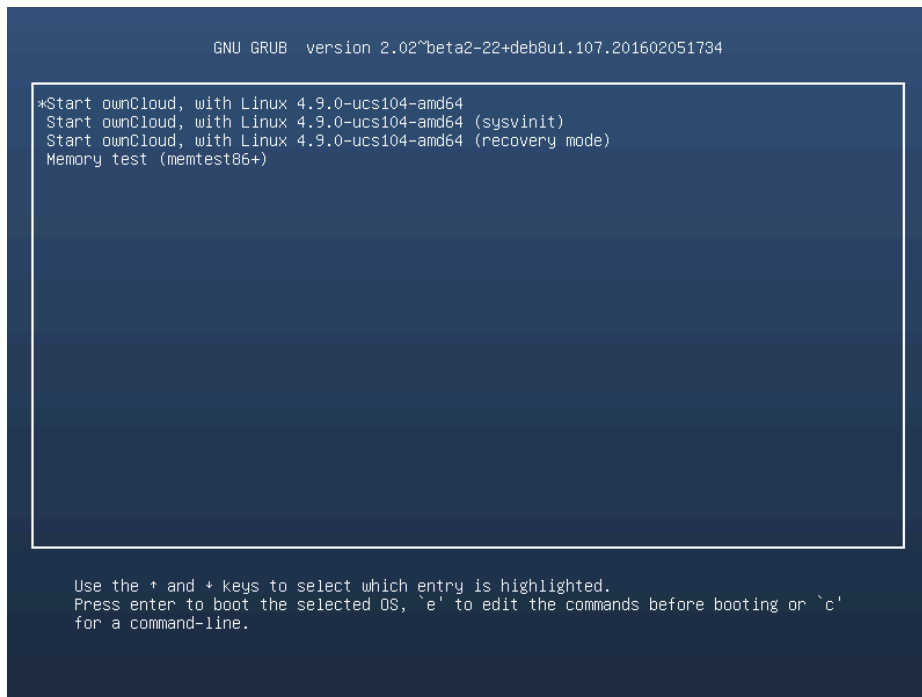 GNU GRUB  version 2.02~beta2-22+deb8u1.107.201602051734
*Start ownCloud, with Linux 4.9.0-ucs104-amd64
Start ownCloud, with Linux 4.9.0-ucs104-amd64 (sysvinit)
Start ownCloud, with Linux 4.9.0-ucs104-amd64 (recovery mode)
Memory test (memtest86+)
Use the ↑ and ↓ keys to select which entry is highlighted.
Press enter to boot the selected OS, `e' to edit the commands before booting or `c'
for a command-line.